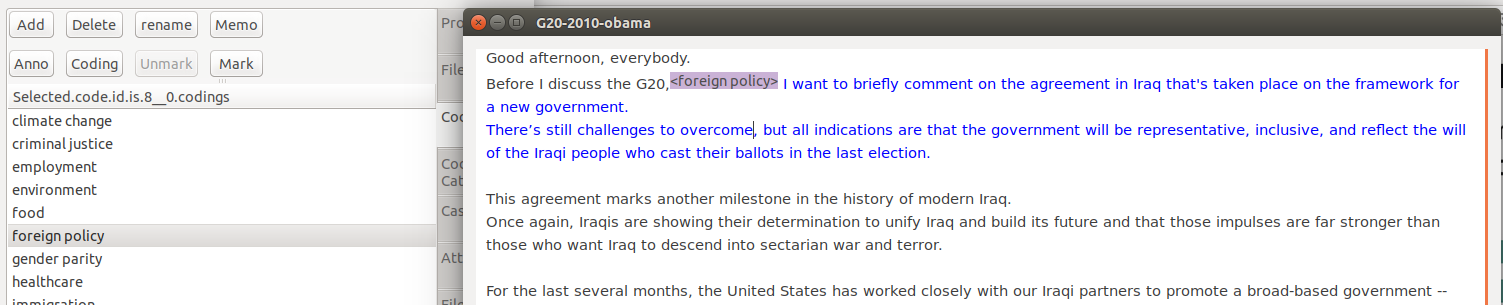 Add Delete rename Memo
Anno Coding Unmark Mark
Selected.code.id.is.8__0.codings
climate change
criminal justice
employment
environment
food
foreign policy
gender parity
healthcare
immigration
Pro
File
Cod
Cod
Cat
Cas
Att
File
G20-2010-obama
Good afternoon, everybody.
Before I discuss the G20,<foreign policy> I want to briefly comment on the agreement in Iraq that's taken place on the framework for
a new government.
There’s still challenges to overcome, but all indications are that the government will be representative, inclusive, and reflect the will
of the Iraqi people who cast their ballots in the last election.
This agreement marks another milestone in the history of modern Iraq.
Once again, Iraqis are showing their determination to unify Iraq and build its future and that those impulses are far stronger than
those who want Iraq to descend into sectarian war and terror.
For the last several months, the United States has worked closely with our Iraqi partners to promote a broad-based government --